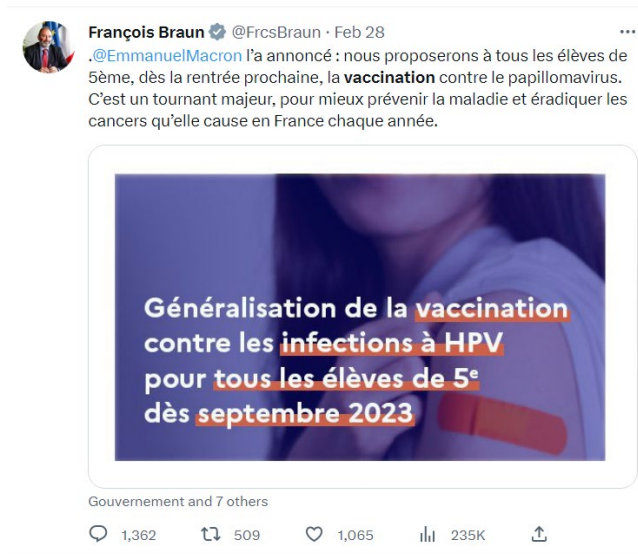 François Braun @FrcsBraun · Feb 28
.@EmmanuelMacron l’a annoncé : nous proposerons à tous les élèves de
5ème, dès la rentrée prochaine, la vaccination contre le papillomavirus.
C’est un tournant majeur, pour mieux prévenir la maladie et éradiquer les
cancers qu’elle cause en France chaque année.
Généralisation de la vaccination
contre les infections à HPV
pour tous les élèves de 5e
dès septembre 2023
Gouvernement and 7 others
1,362 509 1,065 235K